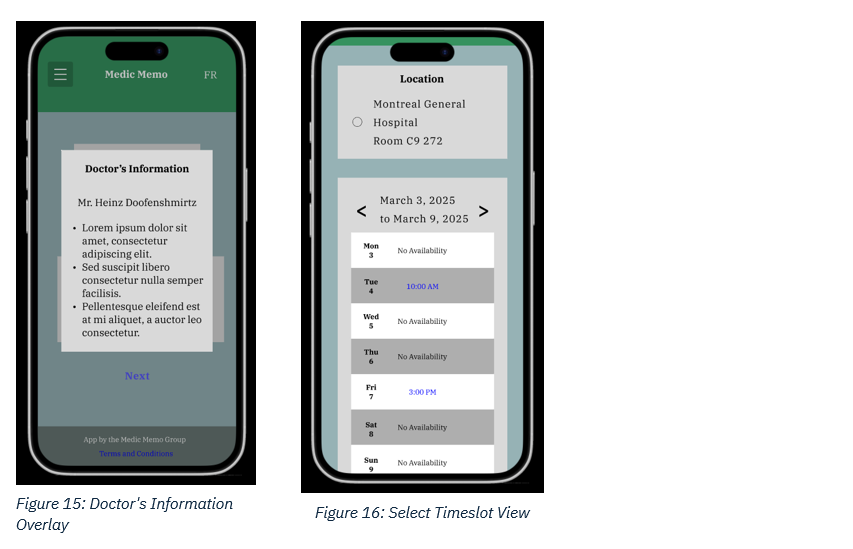 Medic Memo
FR
Doctor's Information
Mr. Heinz Doofenshmirtz
• Lorem ipsum dolor sit
amet, consectetur
adipiscing elit.
• Sed suscipit libero
consectetur nulla semper
facilisis.
• Pellentesque eleifend est
at mi aliquet, a auctor leo
consectetur.
Next
App by the Medic Memo Group
Terms and Conditions
Figure 15: Doctor's Information
Overlay
Location
Montreal General
Hospital
Room C9 272
< March 3, 2025 >
to March 9, 2025
Mon
3
No Availability
Tue
4
10:00 AM
Wed
5
No Availability
Thu
6
No Availability
Fri
7
3:00 PM
Sat
8
No Availability
Sun
9
No Availability
Figure 16: Select Timeslot View